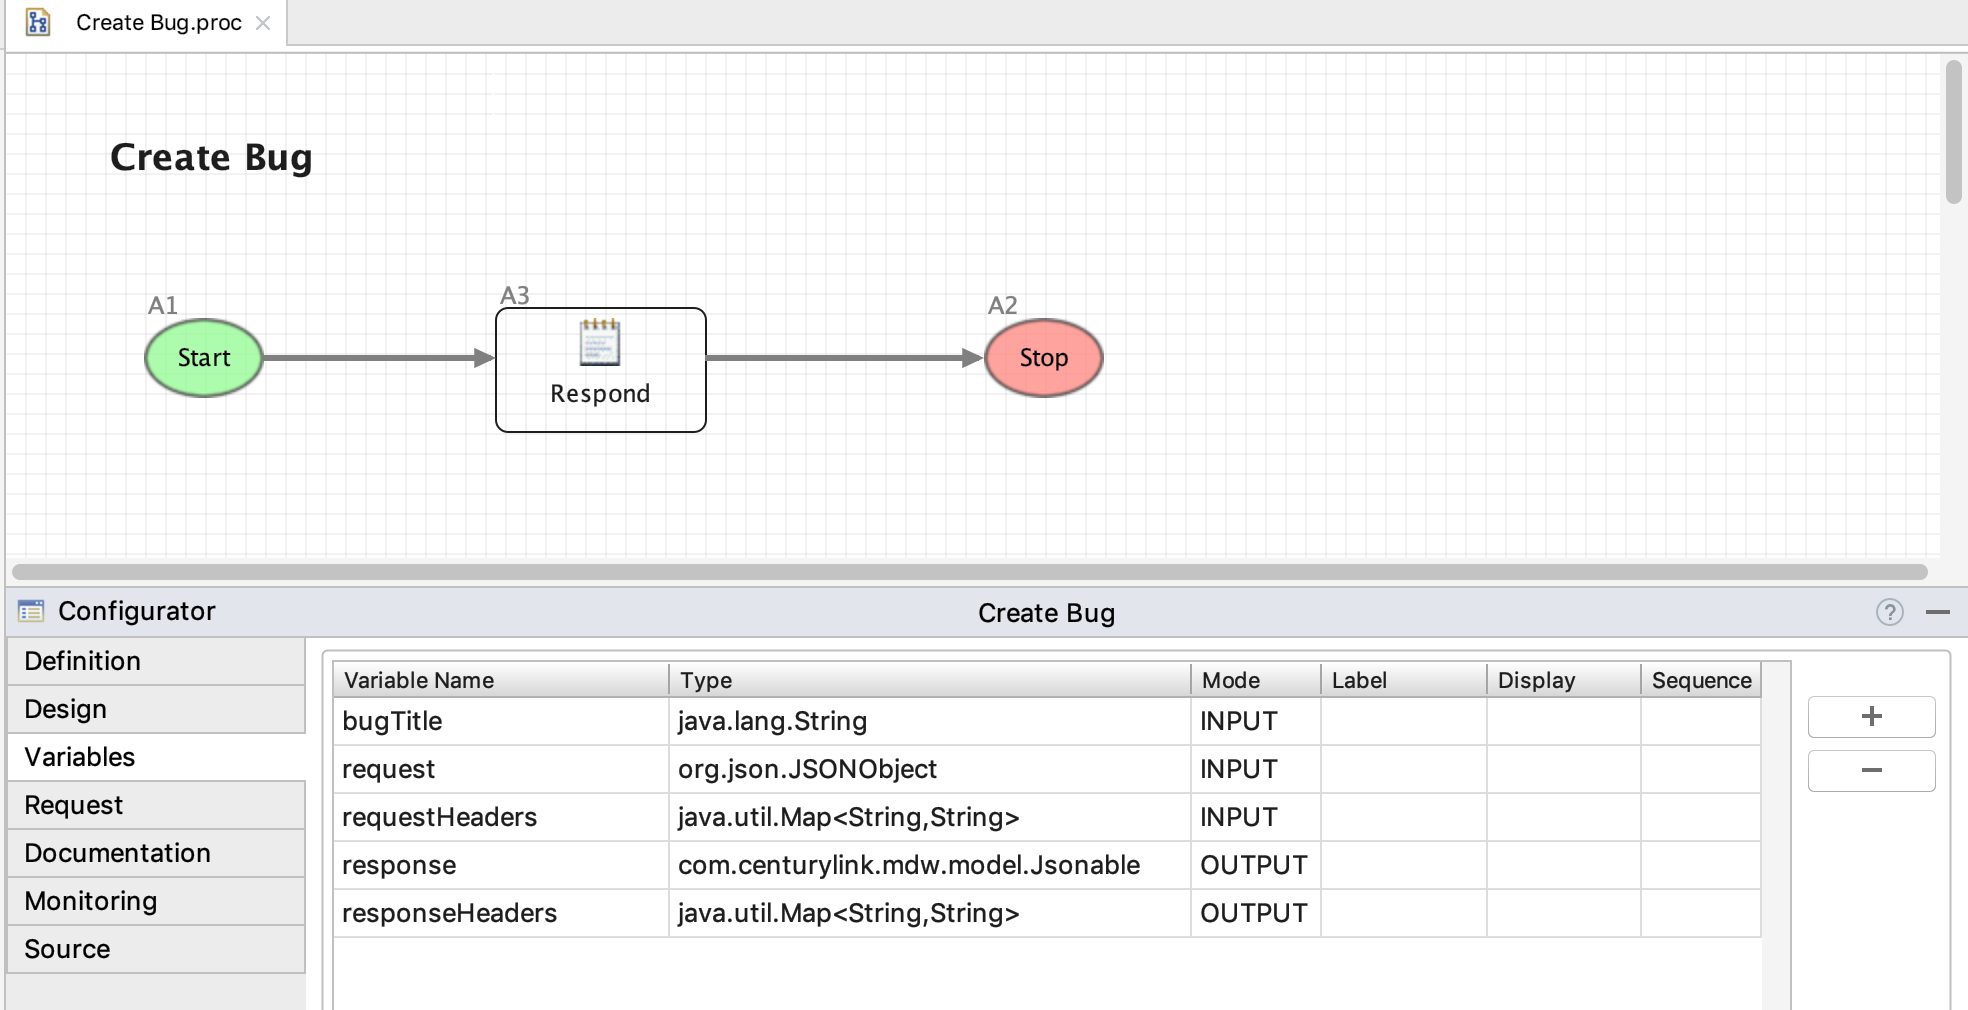 Create Bug.proc
Create Bug
A1
A3
A2
Start
Respond
Stop
Configurator
Create Bug
?
Definition
Design
Variables
Request
Documentation
Monitoring
Source
Variable Name Type Mode Label Display Sequence
bugTitle java.lang.String INPUT
request org.json.JSONObject INPUT
requestHeaders java.util.Map<String,String> INPUT
response com.centurylink.mdw.model.Jsonable OUTPUT
responseHeaders java.util.Map<String,String> OUTPUT